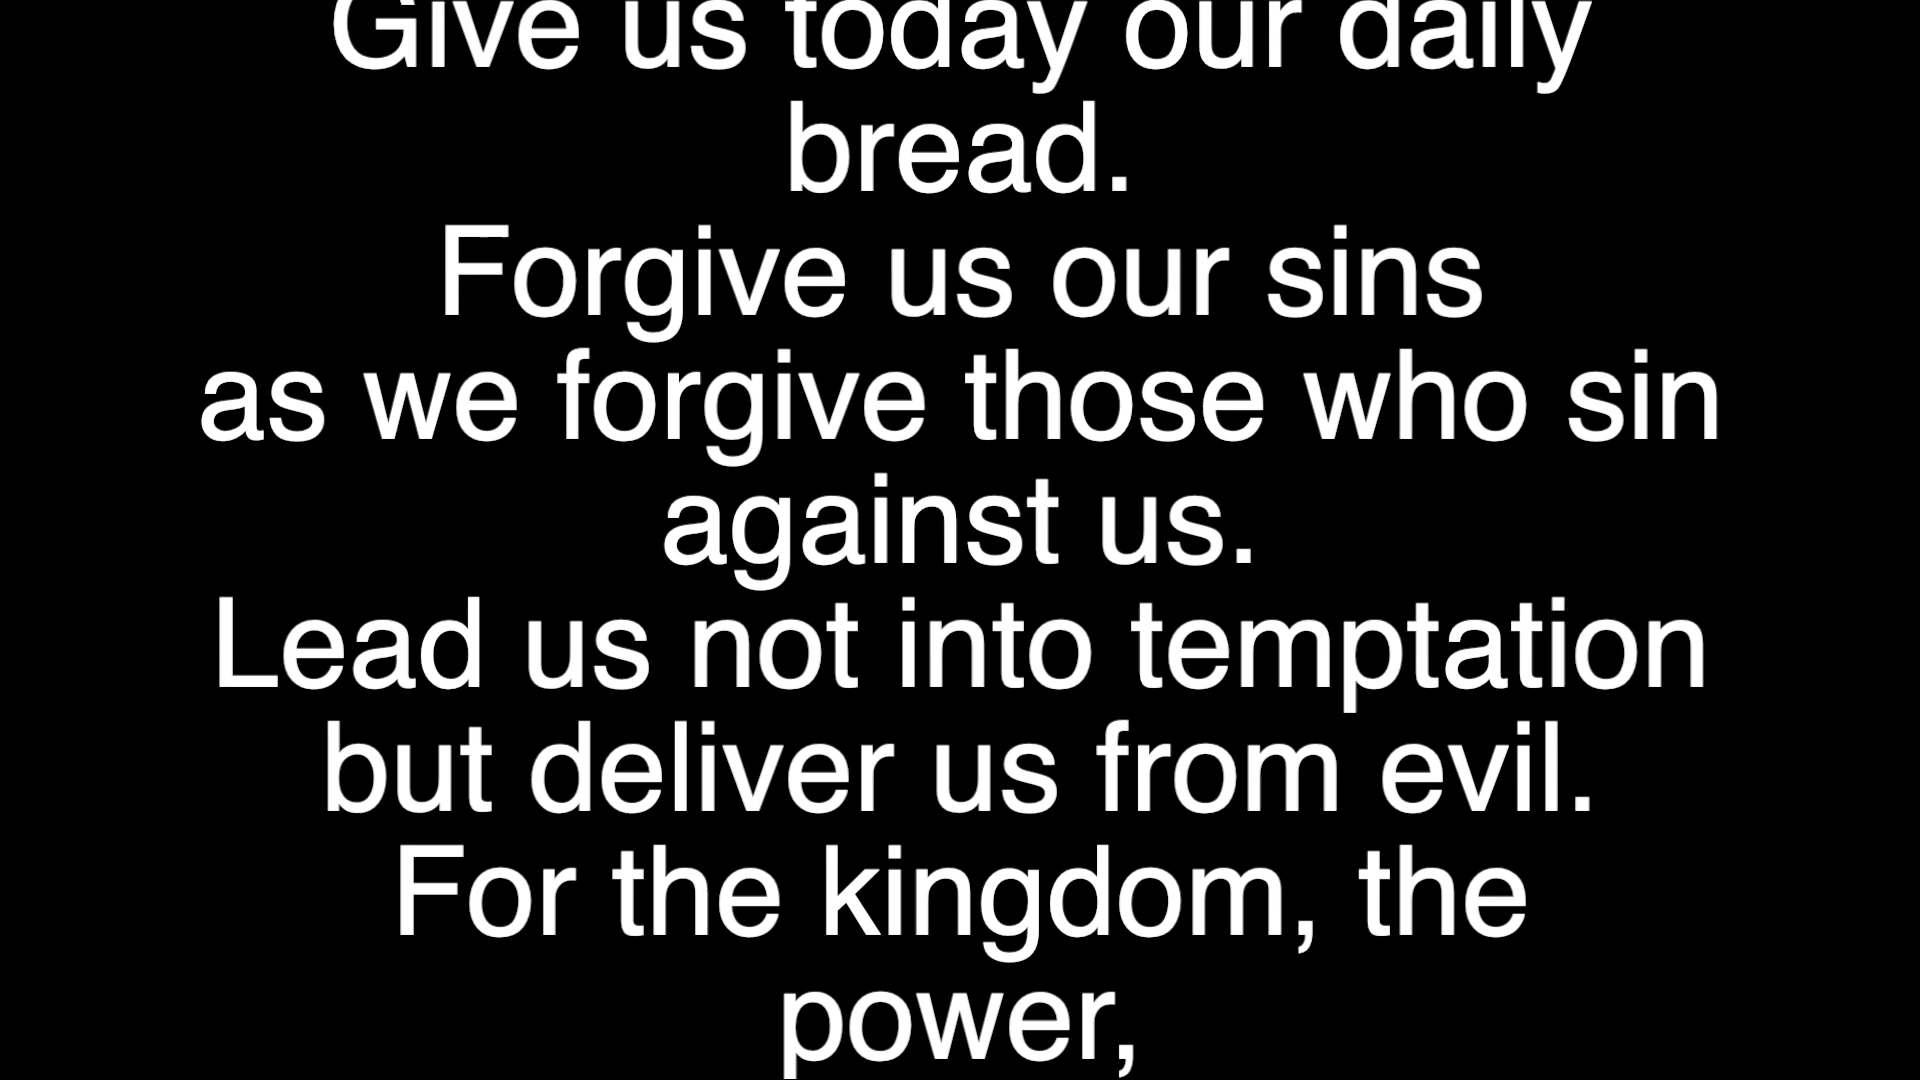 Give us today our daily
bread.
Forgive us our sins
as we forgive those who sin
against us.
Lead us not into temptation
but deliver us from evil.
For the kingdom, the
power,